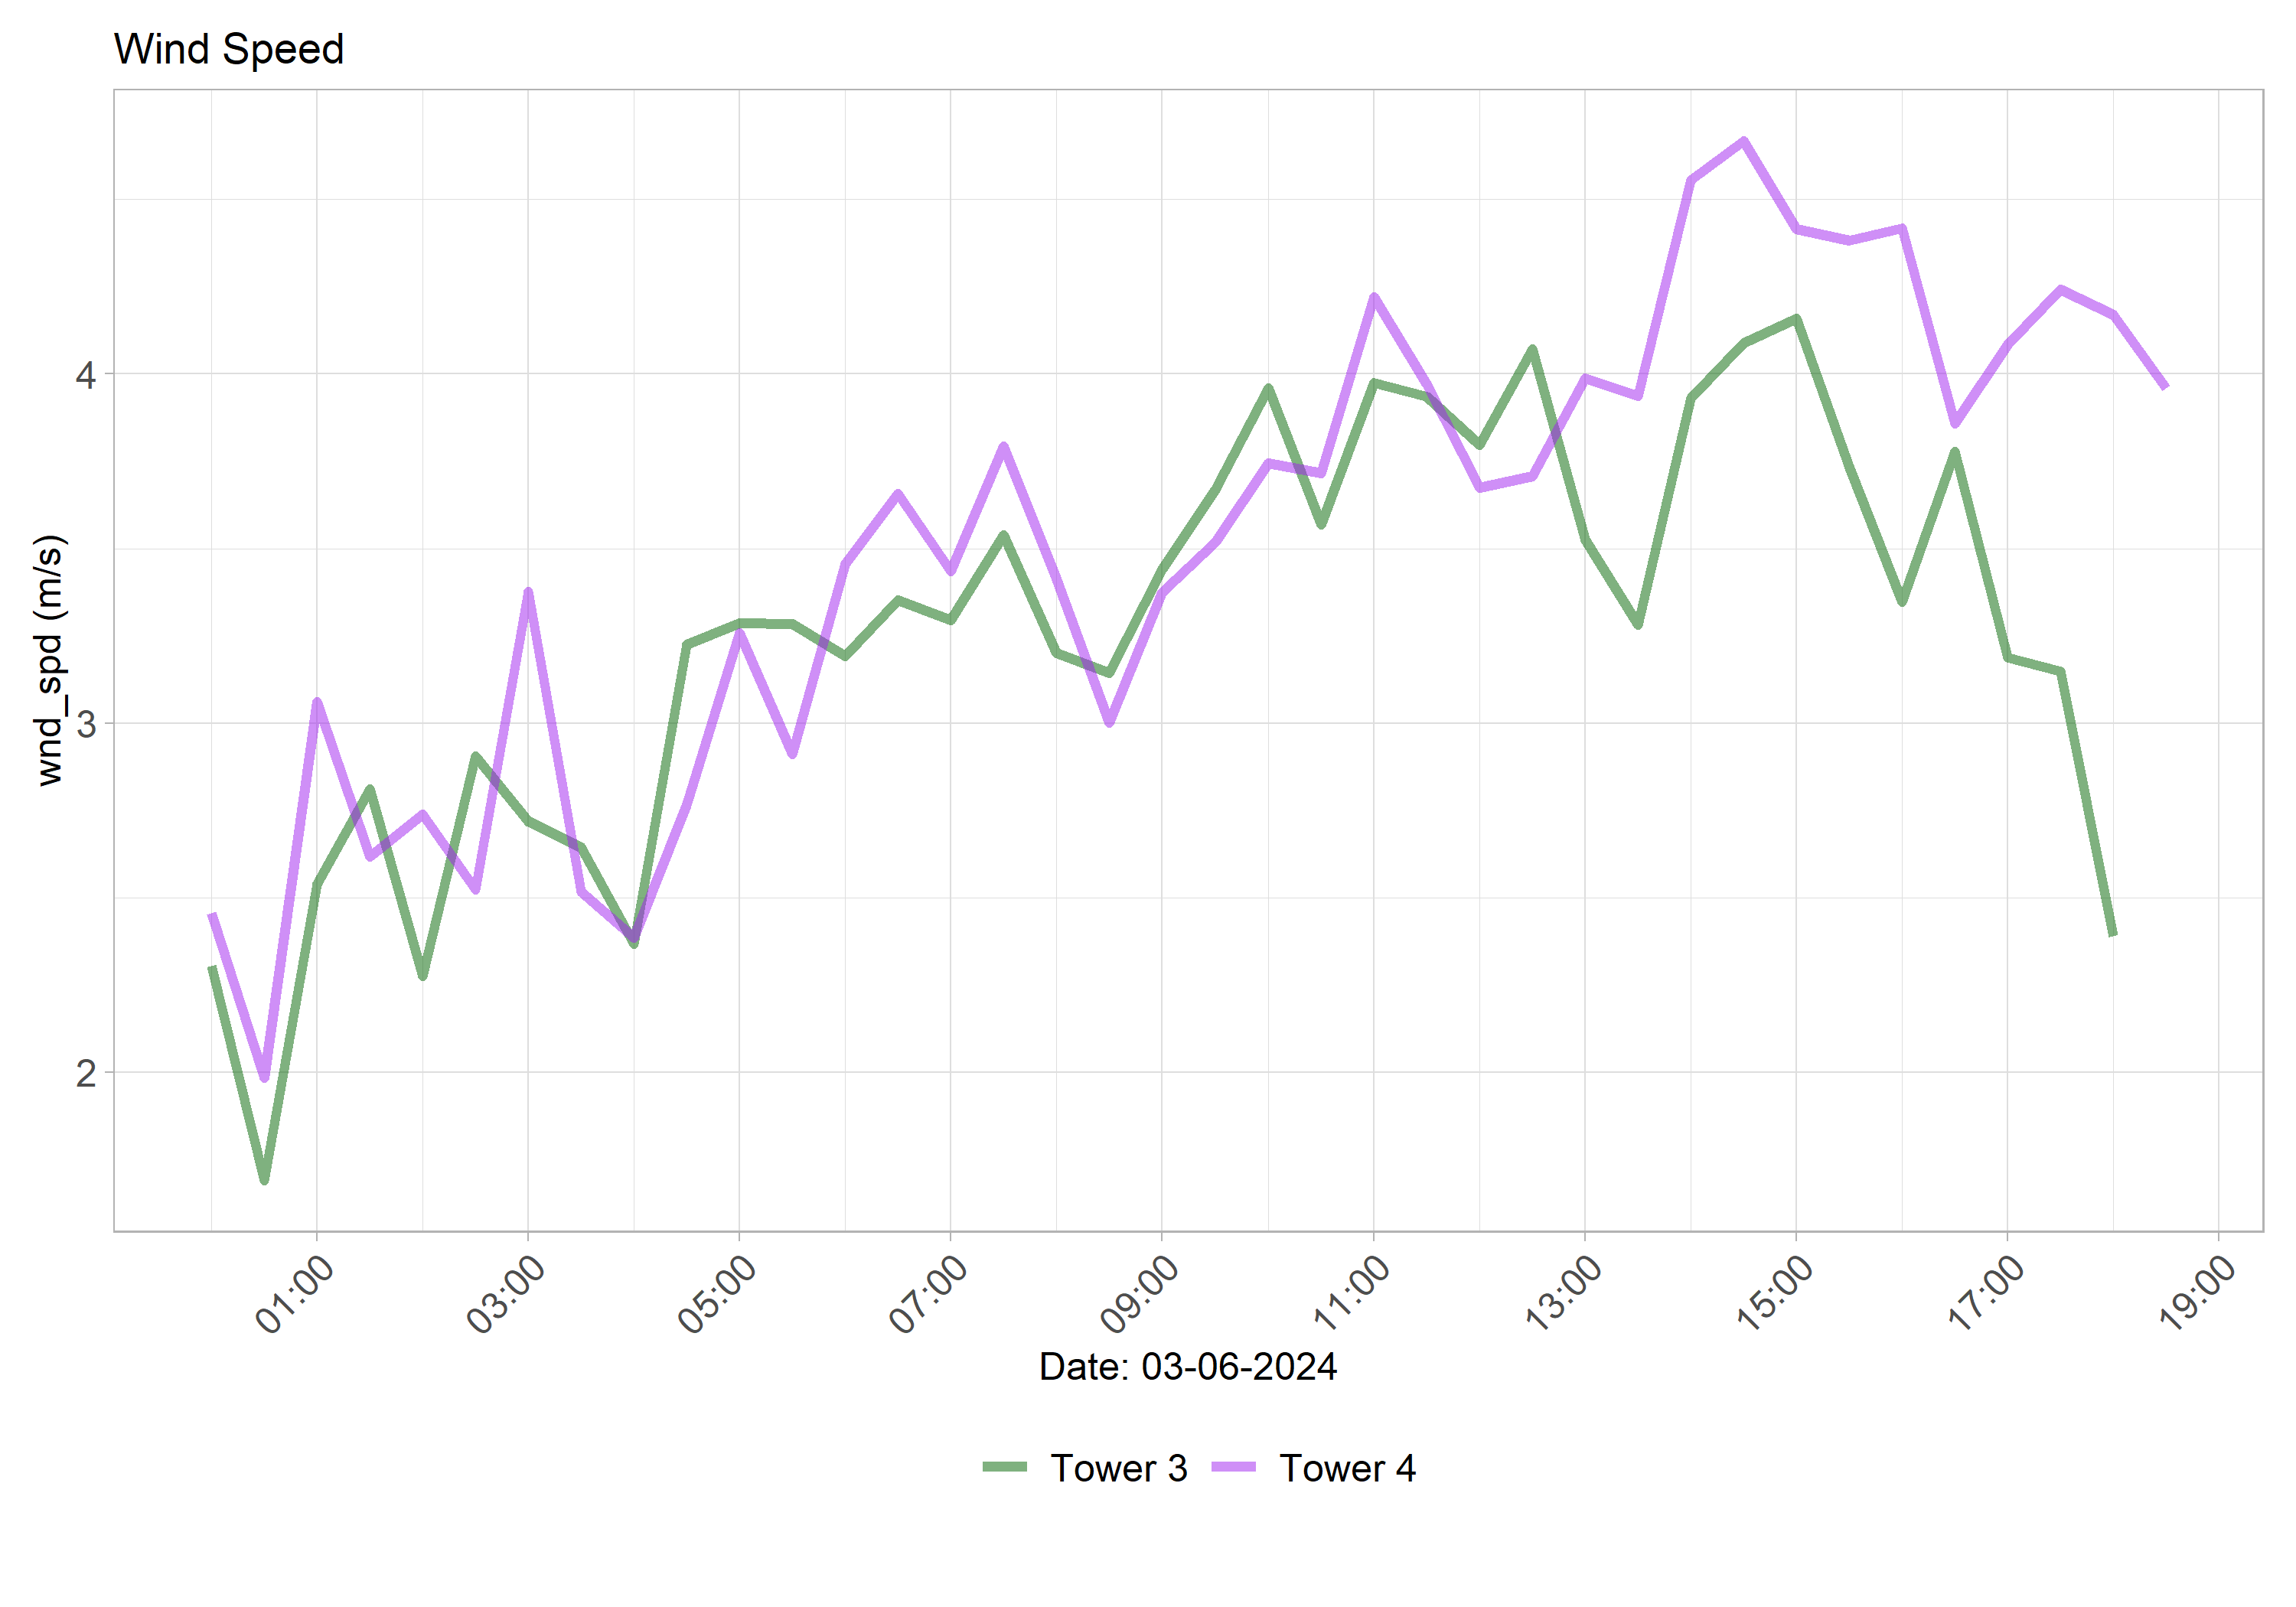 Wind Speed
wnd_spd (m/s)
4
3
2
01:00 03:00 05:00 07:00 09:00 11:00 13:00 15:00 17:00 19:00
Date: 03-06-2024
Tower 3 Tower 4